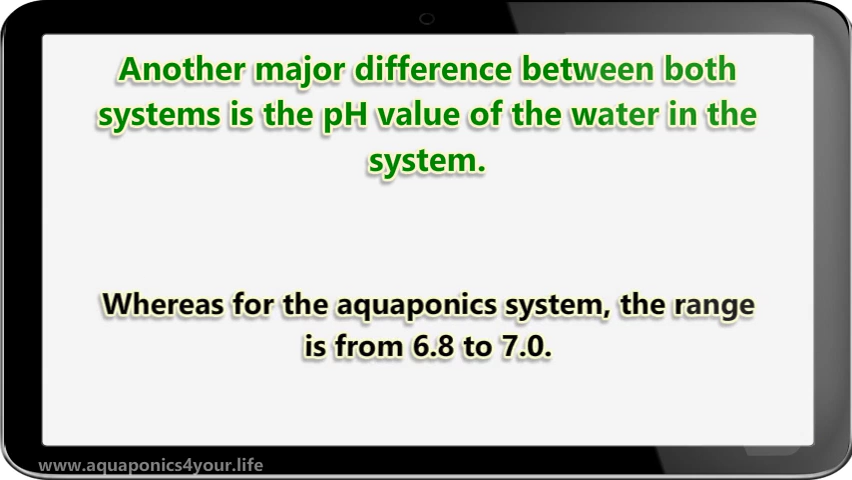 Another major difference between both
systems is the pH value of the water in the
system.
Whereas for the aquaponics system, the range
is from 6.8 to 7.0.
www.aquaponics4your.life